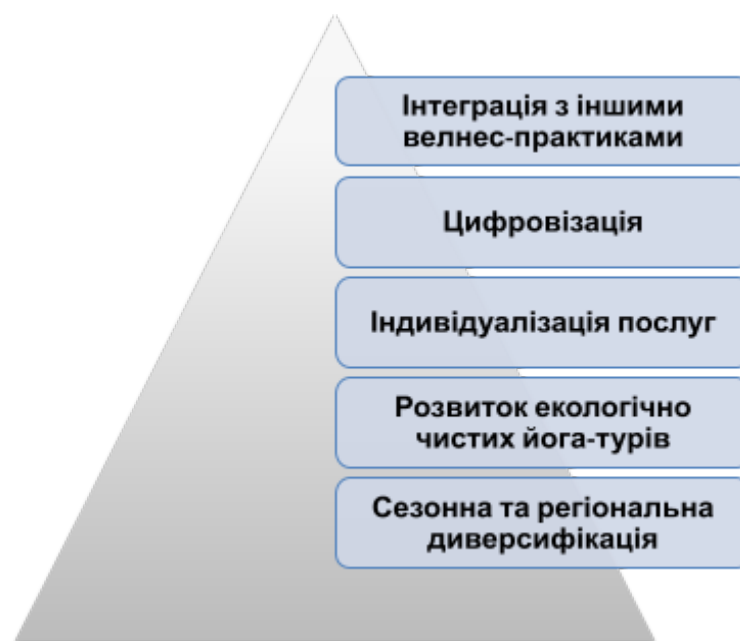 Інтеграція з іншими
велнес-практиками
Цифровізація
Індивідуалізація послуг
Розвиток екологічно
чистих йога-турів
Сезонна та регіональна
диверсифікація